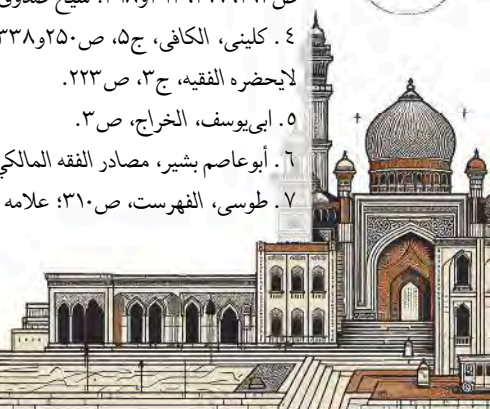 ص
٤. کلینی، الکافی، ج٥، ص٢٥٠و٣٣٨
لایحضره الفقیه، ج٣، ص٢٢٣.
٥. ابی‌یوسف، الخراج، ص٣.
٦. أبوعاصم بشیر، مصادر الفقه المالکي
٧. طوسی، الفهرست، ص٣١٠؛ علامه